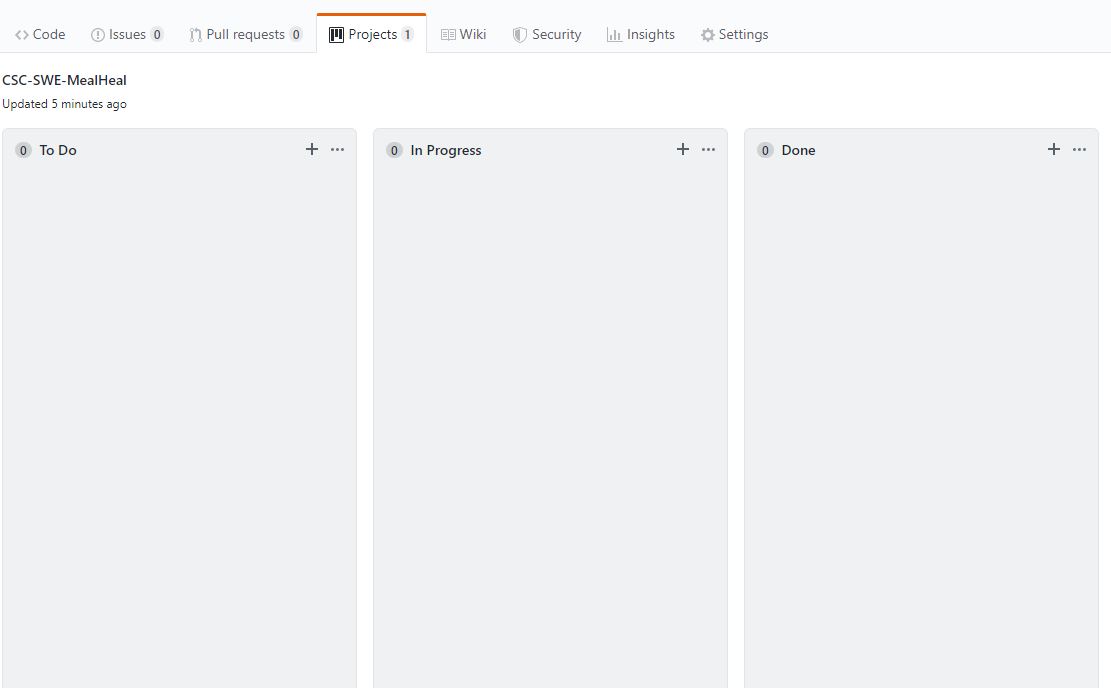 Code Issues 0 Pull requests 0 Projects 1 Wiki Security Insights Settings
CSC-SWE-MealHeal
Updated 5 minutes ago
0 To Do
0 In Progress
0 Done